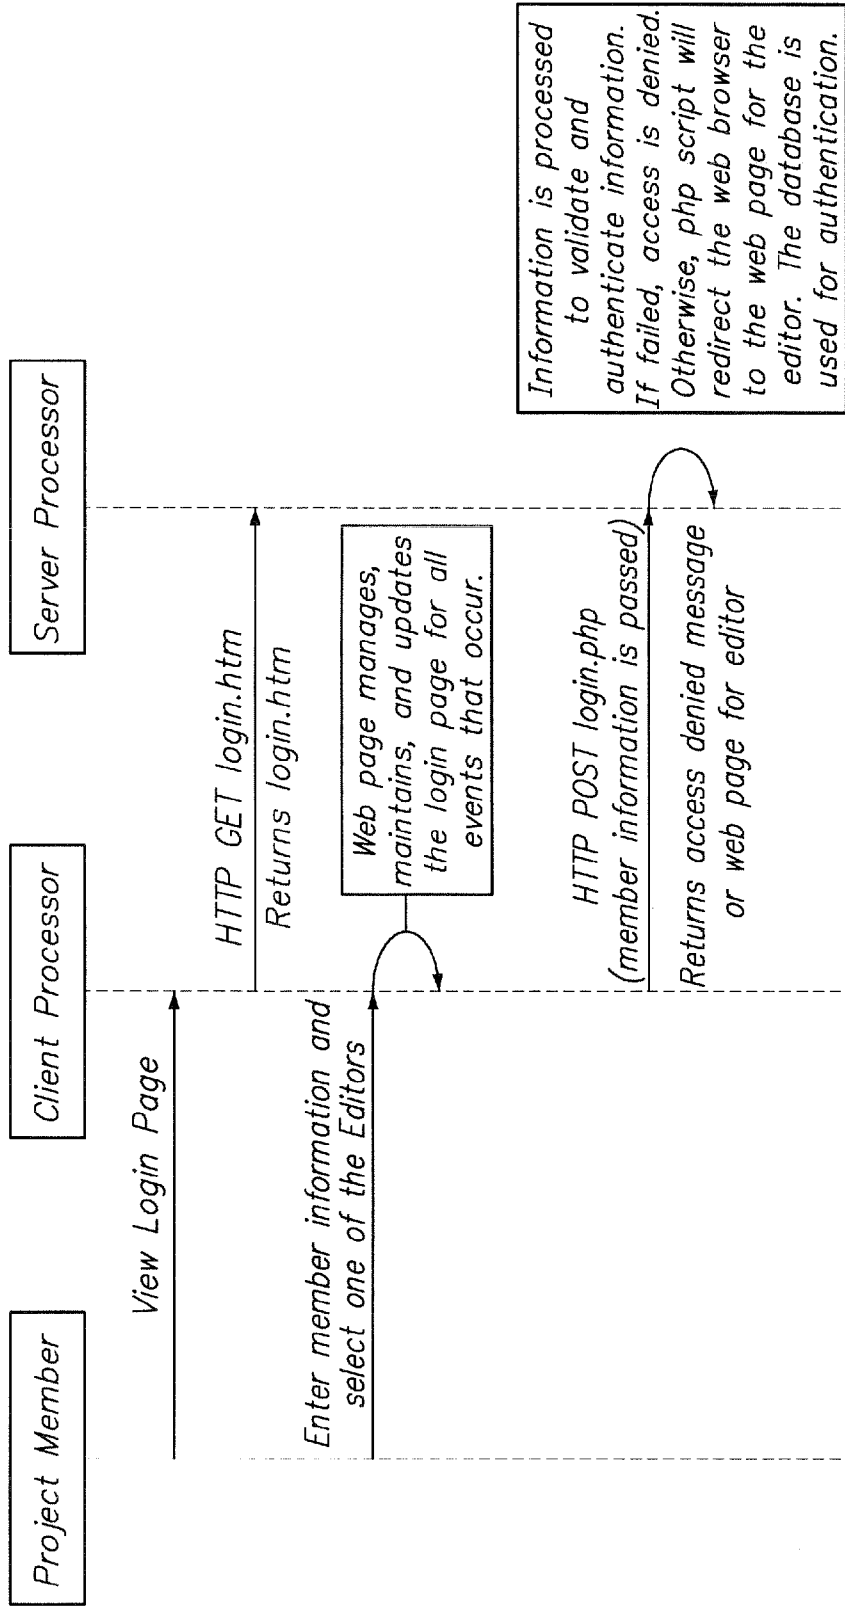 Project Member
Client Processor
Server Processor
View Login Page
HTTP GET login.htm
Returns login.htm
Enter member information and
select one of the Editors
Web page manages,
maintains, and updates
the login page for all
events that occur.
HTTP POST login.php
(member information is passed)
Returns access denied message
or web page for editor
Information is processed
to validate and
authenticate information.
If failed, access is denied.
Otherwise, php script will
redirect the web browser
to the web page for the
editor. The database is
used for authentication.